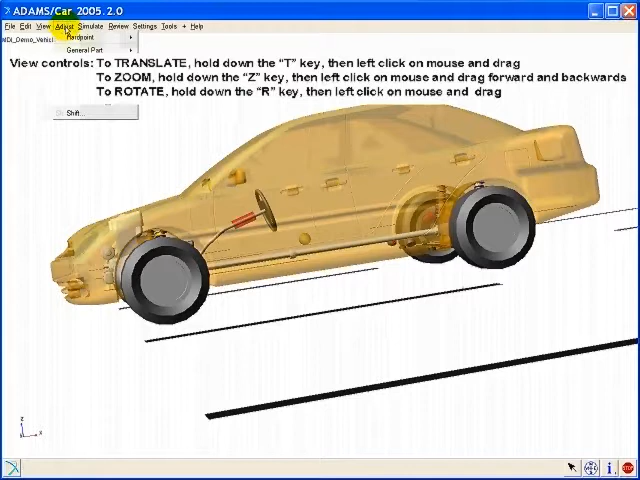 ADAMS/Car 2005.2.0
File Edit View Adjust Simulate Review Settings Tools + Help
Hardpoint
General Part
View controls: To TRANSLATE, hold down the "T" key, then left click on mouse and drag
To ZOOM, hold down the "Z" key, then left click on mouse and drag forward and backwards
To ROTATE, hold down the "R" key, then left click on mouse and drag
Shift...
z
x
STOP